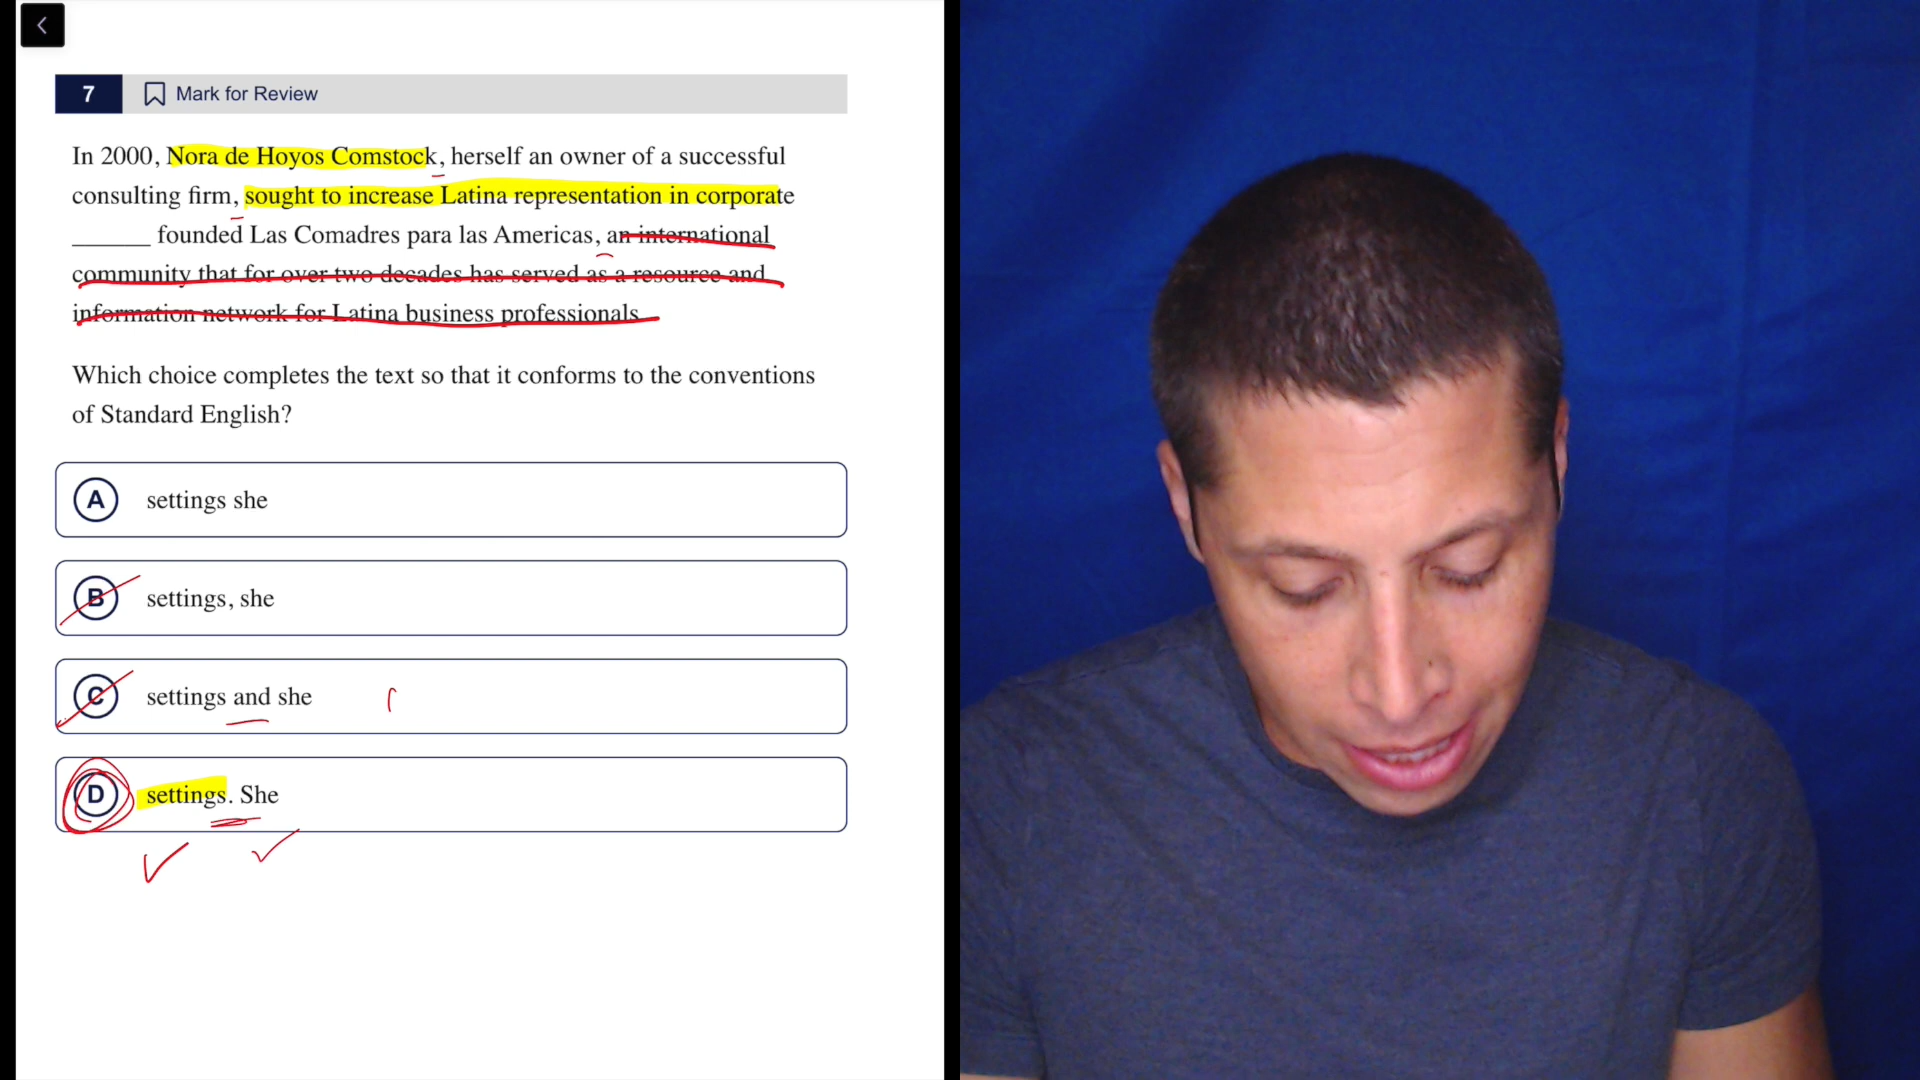 7 Mark for Review
In 2000, Nora de Hoyos Comstock, herself an owner of a successful
consulting firm, sought to increase Latina representation in corporate
______ founded Las Comadres para las Americas, an international
community that for over two decades has served as a resource and
information network for Latina business professionals.
Which choice completes the text so that it conforms to the conventions
of Standard English?
A settings she
B settings, she
C settings and she
D settings. She